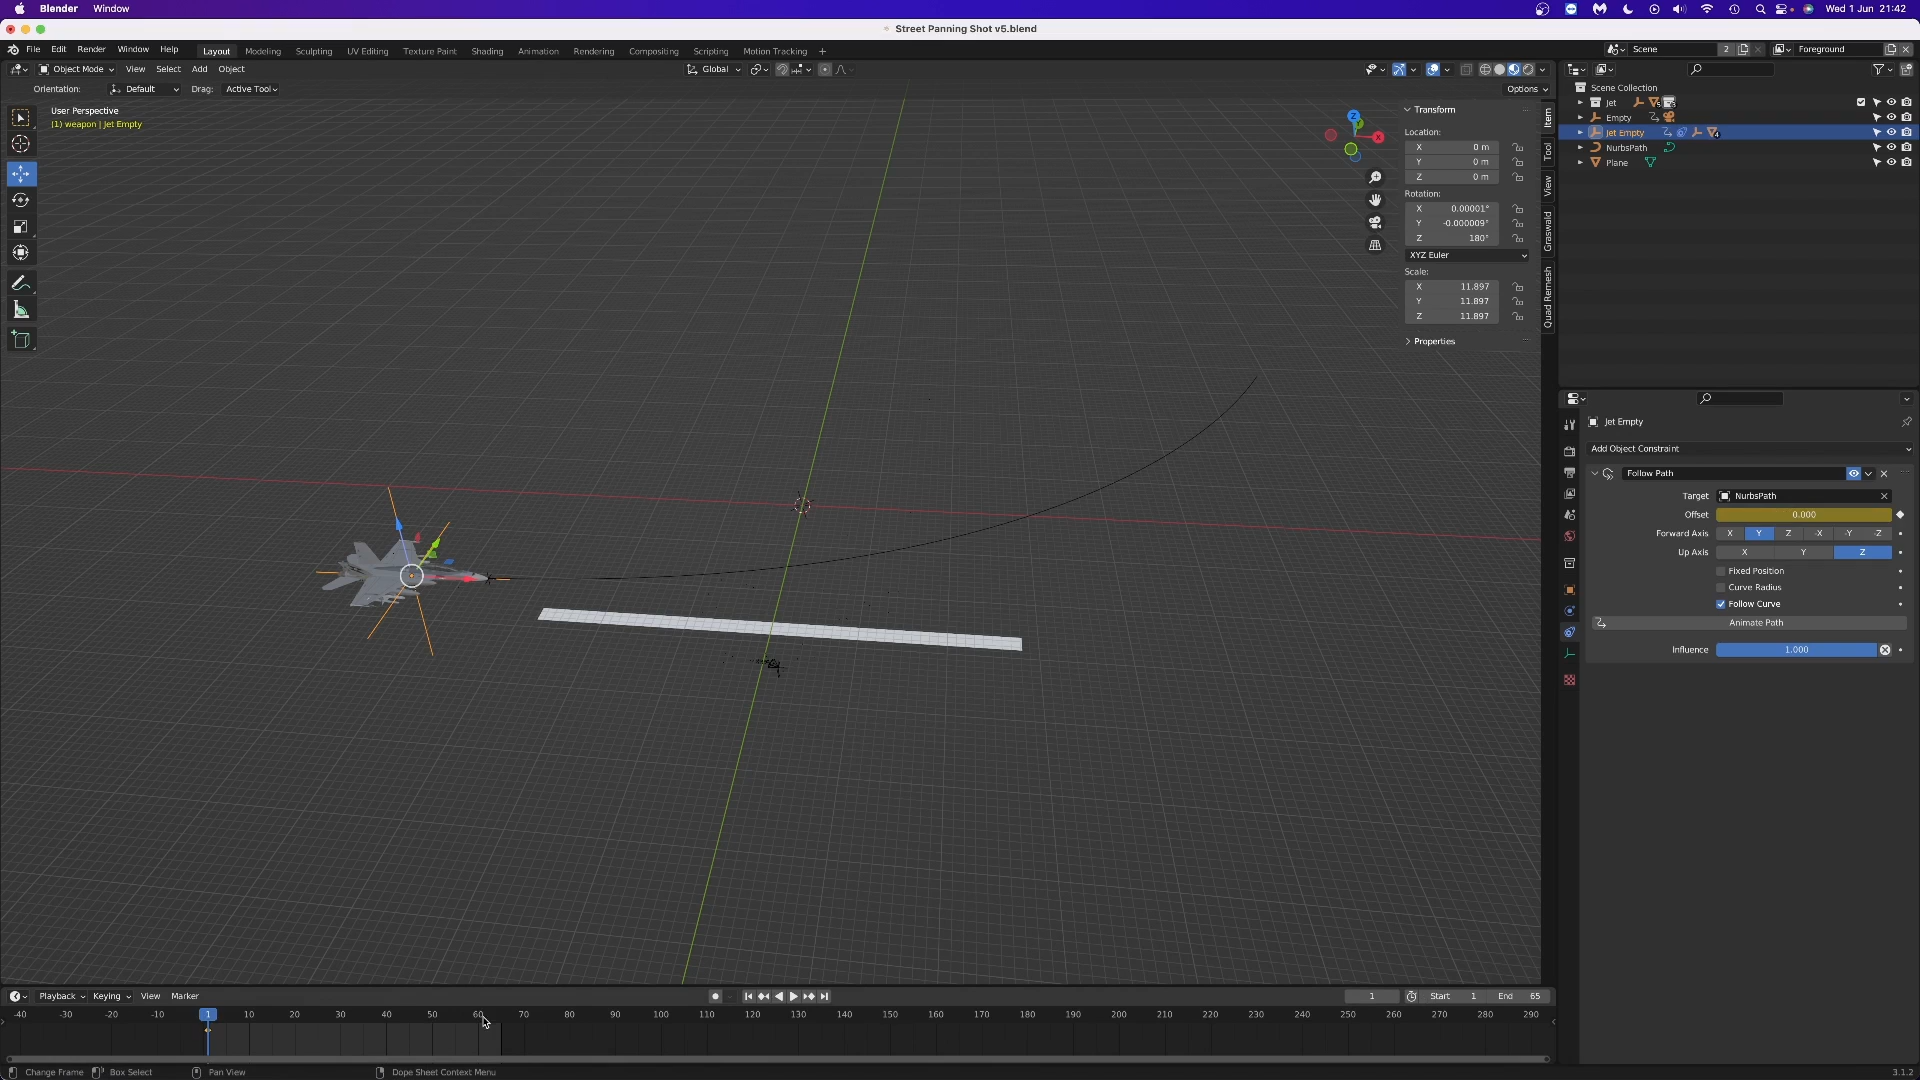 Blender Window Wed 1 Jun 21:42
Street Panning Shot v5.blend
File Edit Render Window Help Layout Modeling Sculpting UV Editing Texture Paint Shading Animation Rendering Compositing Scripting Motion Tracking + Scene 2 Foreground
Object Mode View Select Add Object Global
Orientation: Default Drag: Active Tool Options
User Perspective
(1) weapon | Jet Empty
Z
Y
X
Transform
Location:
X 0 m
Y 0 m
Z 0 m
Rotation:
X 0.00001°
Y -0.000009°
Z 180°
XYZ Euler
Scale:
X 11.897
Y 11.897
Z 11.897
Properties
Item
Tool
View
Graswald
Quad Remesh
Scene Collection
Jet
Empty
Jet Empty 4
NurbsPath
Plane
Jet Empty
Add Object Constraint
Follow Path
Target NurbsPath
Offset 0.000
Forward Axis X Y Z -X -Y -Z
Up Axis X Y Z
Fixed Position
Curve Radius
Follow Curve
Animate Path
Influence 1.000
Playback Keying View Marker 1 Start 1 End 65
-40 -30 -20 -10 1 10 20 30 40 50 60 70 80 90 100 110 120 130 140 150 160 170 180 190 200 210 220 230 240 250 260 270 280 290
Change Frame Box Select Pan View Dope Sheet Context Menu 3.1.2